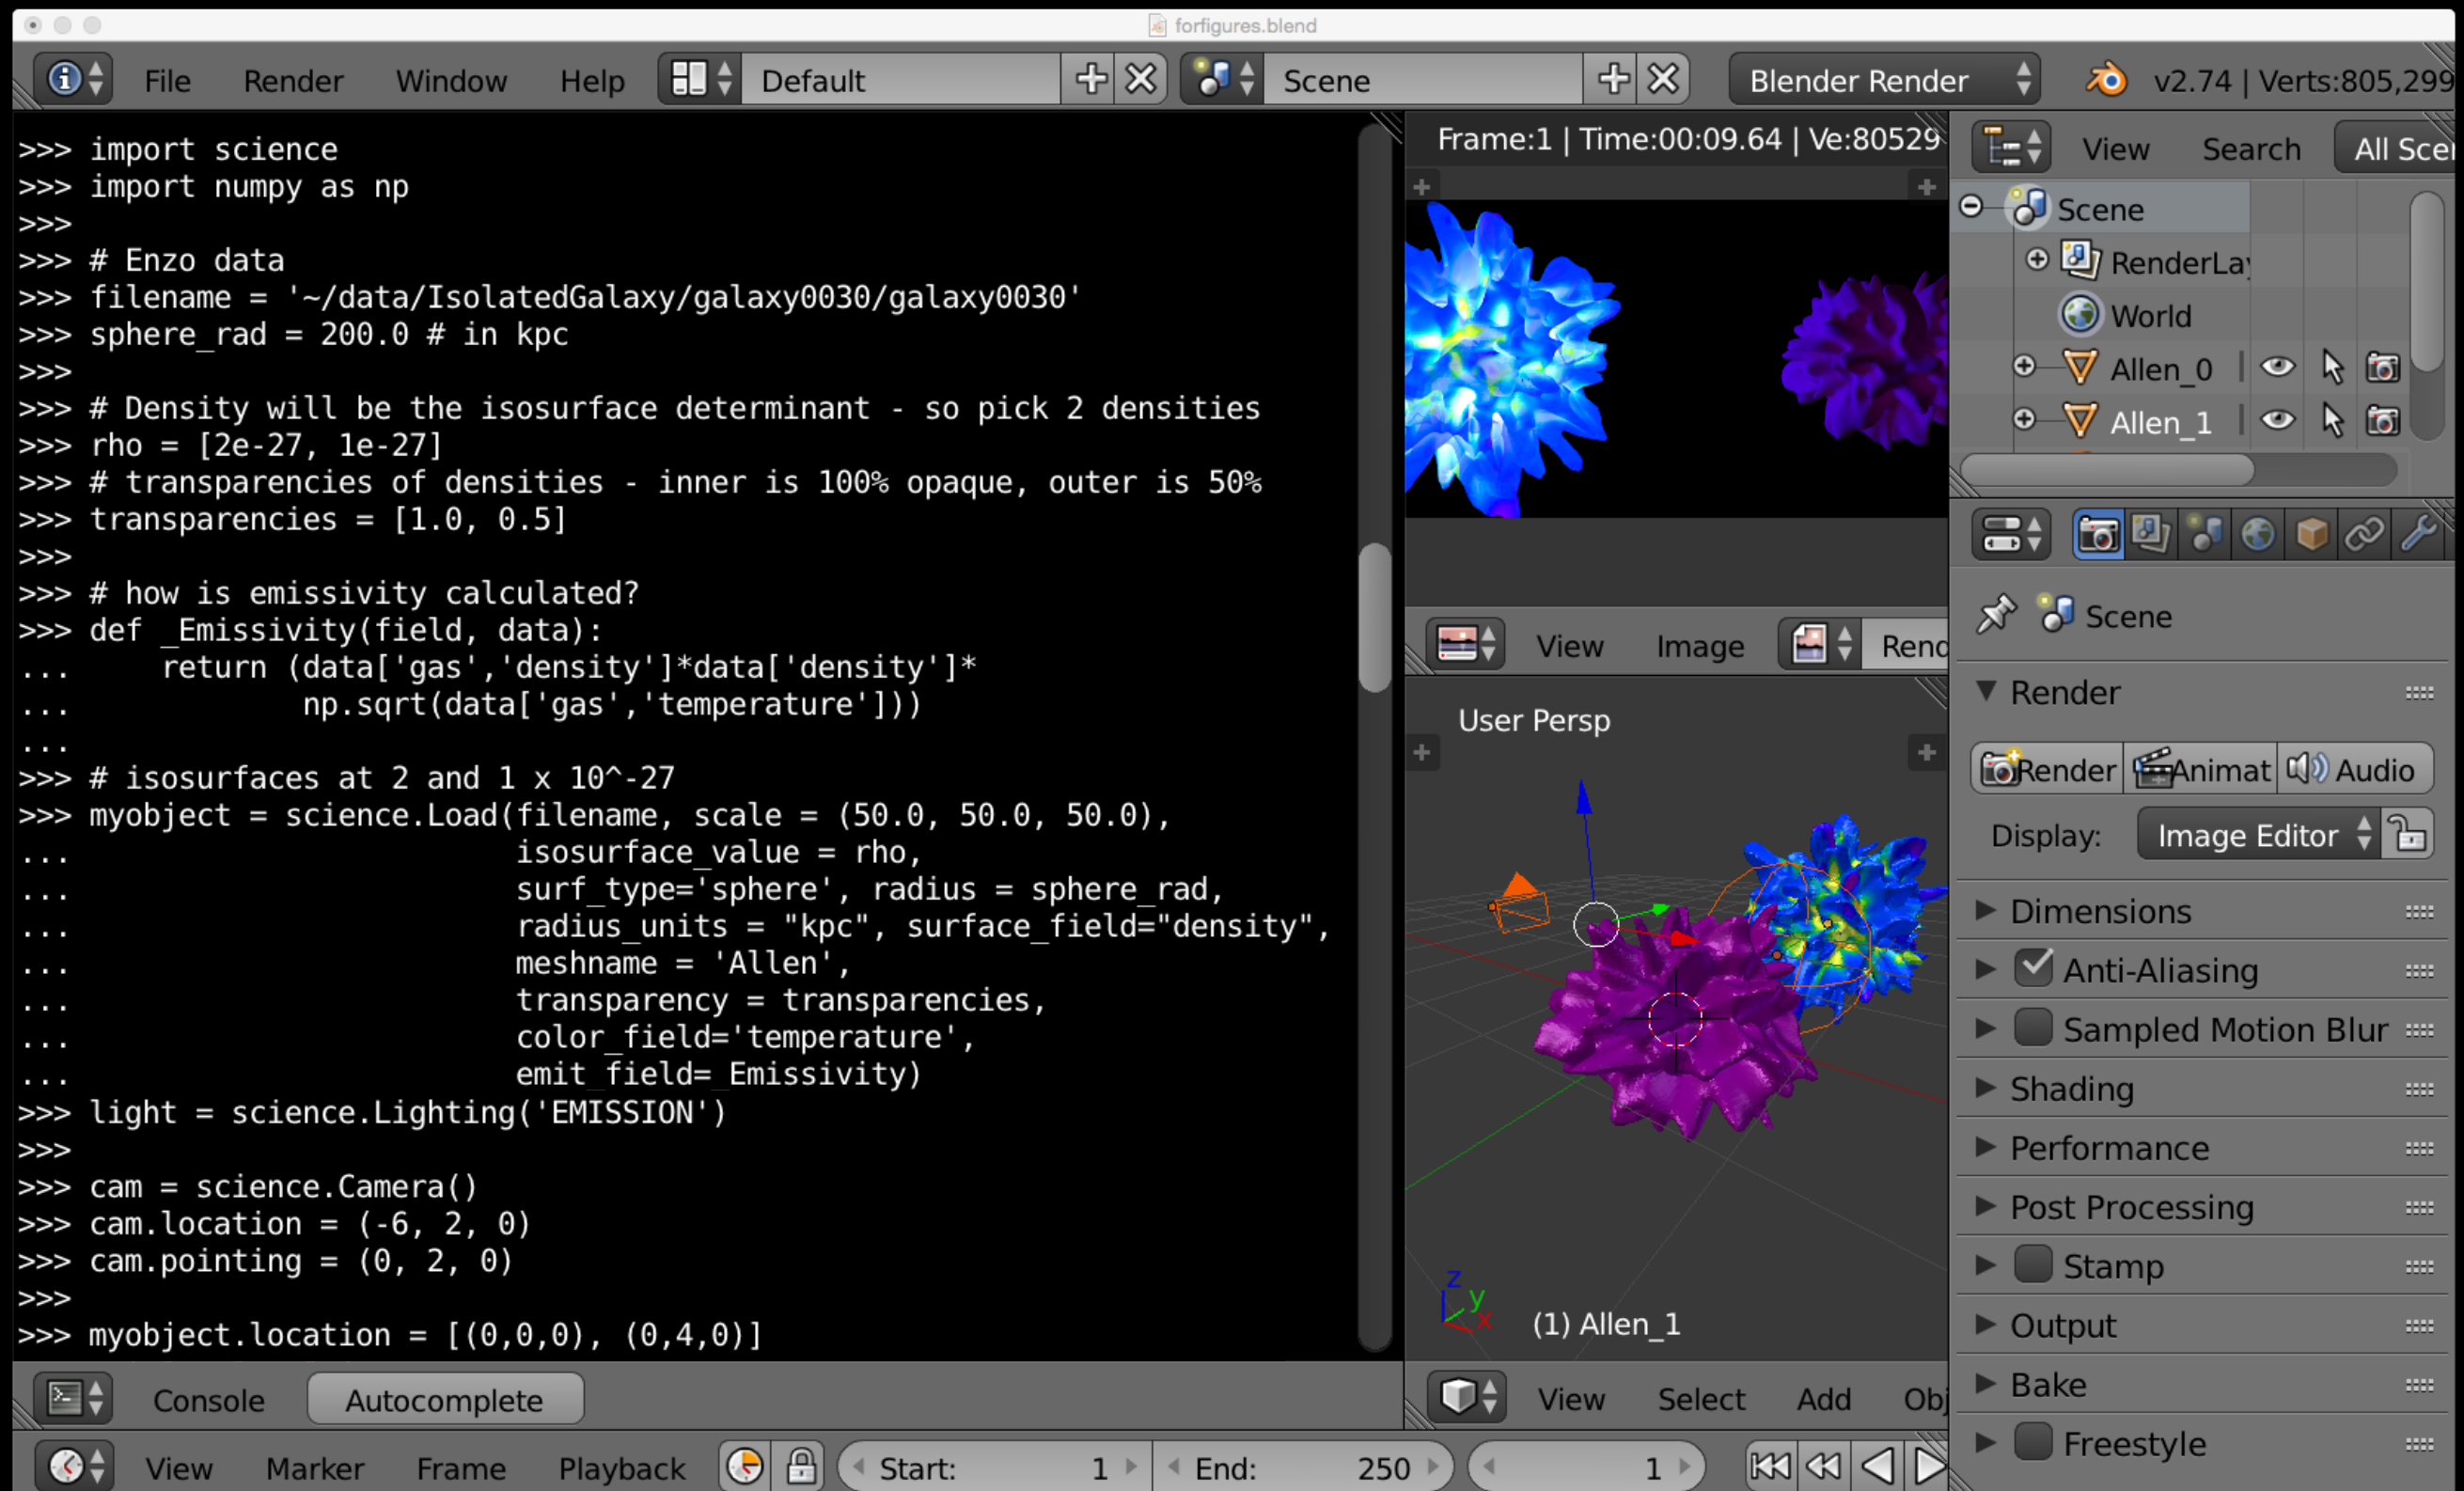 forfigures.blend
File Render Window Help Default Scene Blender Render v2.74 | Verts:805,299
>>> import science
>>> import numpy as np
>>>
>>> # Enzo data
>>> filename = '~/data/IsolatedGalaxy/galaxy0030/galaxy0030'
>>> sphere_rad = 200.0 # in kpc
>>>
>>> # Density will be the isosurface determinant - so pick 2 densities
>>> rho = [2e-27, 1e-27]
>>> # transparencies of densities - inner is 100% opaque, outer is 50%
>>> transparencies = [1.0, 0.5]
>>>
>>> # how is emissivity calculated?
>>> def _Emissivity(field, data):
...     return (data['gas','density']*data['density']*
...             np.sqrt(data['gas','temperature']))
...
>>> # isosurfaces at 2 and 1 x 10^-27
>>> myobject = science.Load(filename, scale = (50.0, 50.0, 50.0),
...                         isosurface_value = rho,
...                         surf_type='sphere', radius = sphere_rad,
...                         radius_units = "kpc", surface_field="density",
...                         meshname = 'Allen',
...                         transparency = transparencies,
...                         color_field='temperature',
...                         emit_field=_Emissivity)
>>> light = science.Lighting('EMISSION')
>>>
>>> cam = science.Camera()
>>> cam.location = (-6, 2, 0)
>>> cam.pointing = (0, 2, 0)
>>>
>>> myobject.location = [(0,0,0), (0,4,0)]
Console Autocomplete
Frame:1 | Time:00:09.64 | Ve:80529
View Image Rend
User Persp
z
y
x
(1) Allen_1
View Select Add Obj
View Search All Scen
Scene
RenderLay
World
Allen_0
Allen_1
Scene
Render
Render Animat Audio
Display: Image Editor
Dimensions
Anti-Aliasing
Sampled Motion Blur
Shading
Performance
Post Processing
Stamp
Output
Bake
Freestyle
View Marker Frame Playback Start: 1 End: 250 1